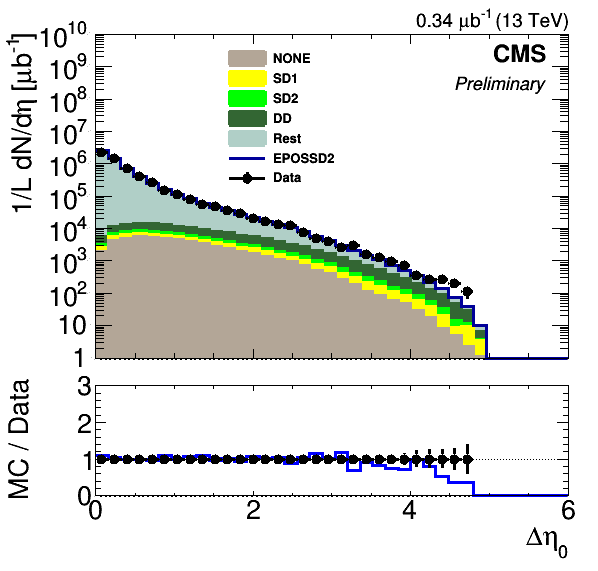 0.34 μb⁻¹ (13 TeV)
CMS
Preliminary
1/L dN/dη [μb⁻¹]
10¹⁰
10⁹
10⁸
10⁷
10⁶
10⁵
10⁴
10³
10²
10
1
NONE
SD1
SD2
DD
Rest
EPOSSD2
Data
MC / Data
3
2
1
0
0 2 4 6
Δη₀